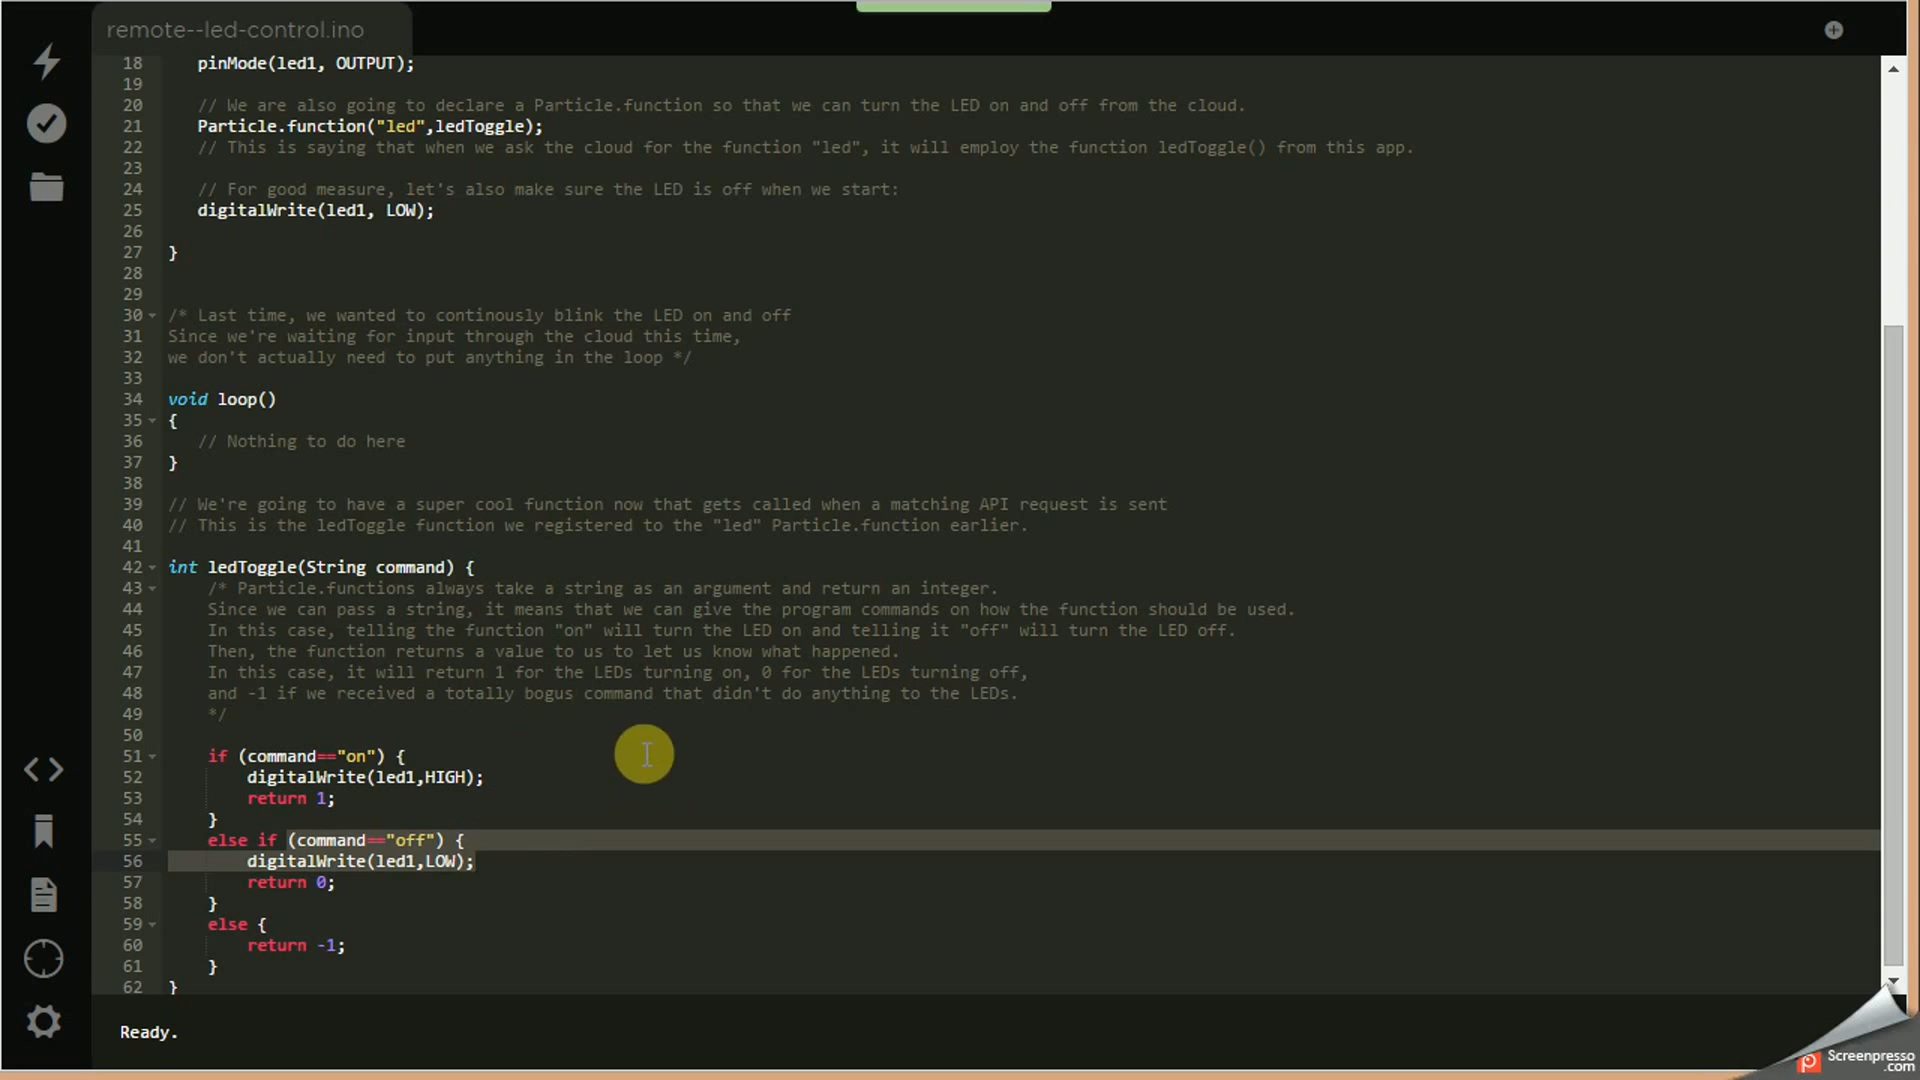 remote--led-control.ino
18 pinMode(led1, OUTPUT);
19
20 // We are also going to declare a Particle.function so that we can turn the LED on and off from the cloud.
21 Particle.function("led",ledToggle);
22 // This is saying that when we ask the cloud for the function "led", it will employ the function ledToggle() from this app.
23
24 // For good measure, let's also make sure the LED is off when we start:
25 digitalWrite(led1, LOW);
26
27 }
28
29
30 /* Last time, we wanted to continously blink the LED on and off
31 Since we're waiting for input through the cloud this time,
32 we don't actually need to put anything in the loop */
33
34 void loop()
35 {
36 // Nothing to do here
37 }
38
39 // We're going to have a super cool function now that gets called when a matching API request is sent
40 // This is the ledToggle function we registered to the "led" Particle.function earlier.
41
42 int ledToggle(String command) {
43 /* Particle.functions always take a string as an argument and return an integer.
44 Since we can pass a string, it means that we can give the program commands on how the function should be used.
45 In this case, telling the function "on" will turn the LED on and telling it "off" will turn the LED off.
46 Then, the function returns a value to us to let us know what happened.
47 In this case, it will return 1 for the LEDs turning on, 0 for the LEDs turning off,
48 and -1 if we received a totally bogus command that didn't do anything to the LEDs.
49 */
50
51 if (command=="on") {
52 digitalWrite(led1,HIGH);
53 return 1;
54 }
55 else if (command=="off") {
56 digitalWrite(led1,LOW);
57 return 0;
58 }
59 else {
60 return -1;
61 }
62 }
Ready.
Screenpresso
.com